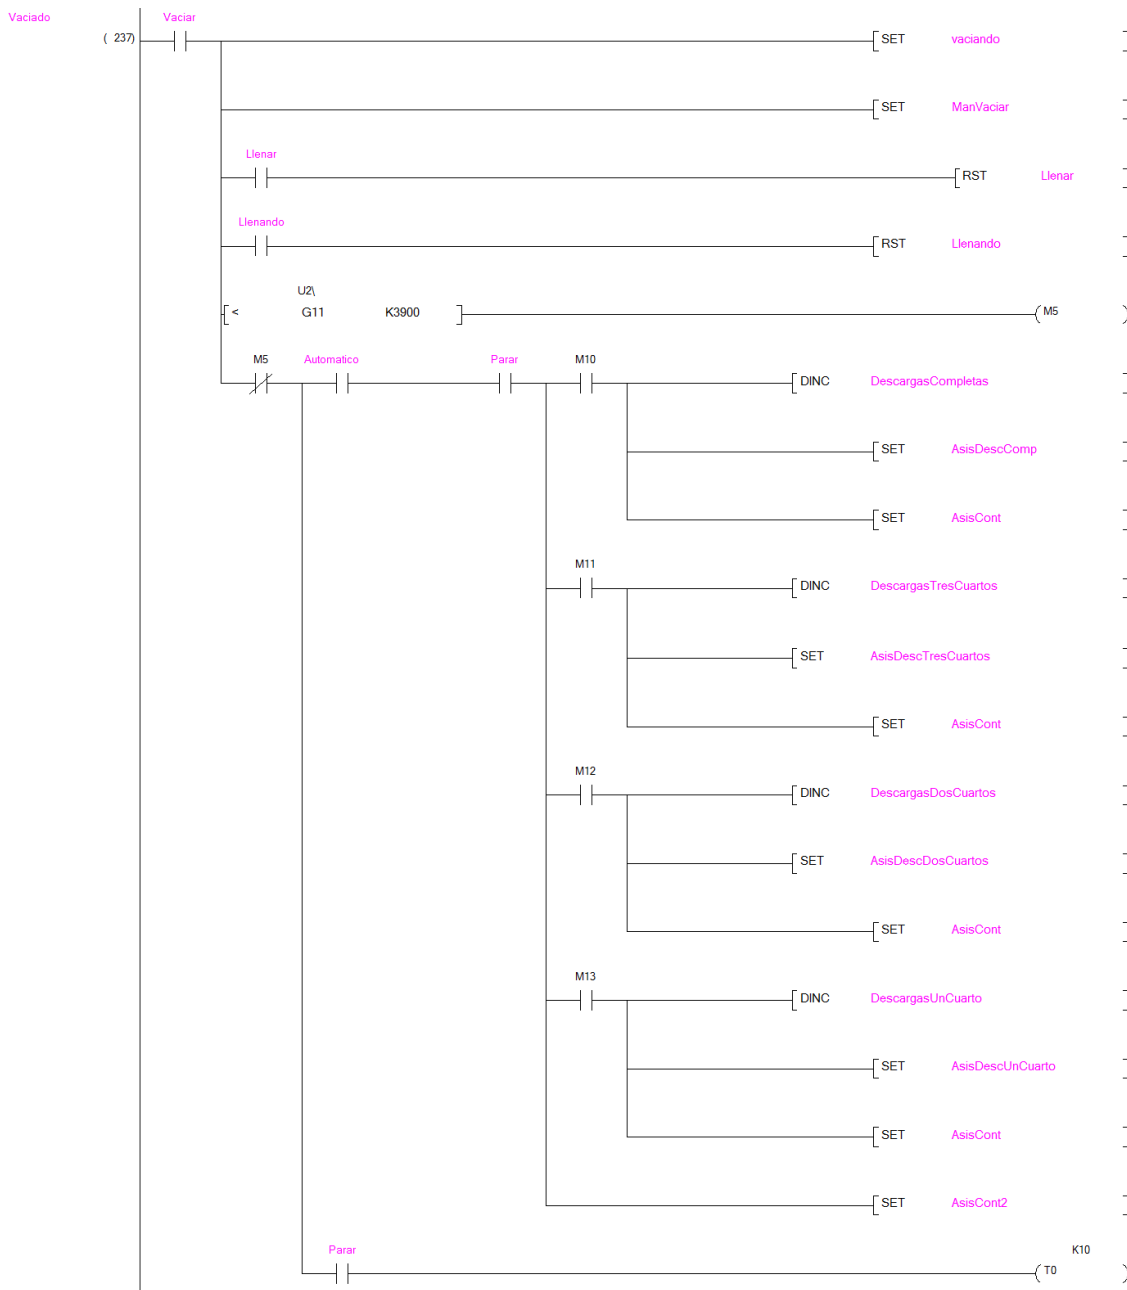 Vaciado Vaciar
( 237) SET vaciando
SET ManVaciar
Llenar
RST Llenar
Llenando
RST Llenando
U2\
< G11 K3900 M5
M5 Automatico Parar M10
DINC DescargasCompletas
SET AsisDescComp
SET AsisCont
M11
DINC DescargasTresCuartos
SET AsisDescTresCuartos
SET AsisCont
M12
DINC DescargasDosCuartos
SET AsisDescDosCuartos
SET AsisCont
M13
DINC DescargasUnCuarto
SET AsisDescUnCuarto
SET AsisCont
SET AsisCont2
Parar K10
T0